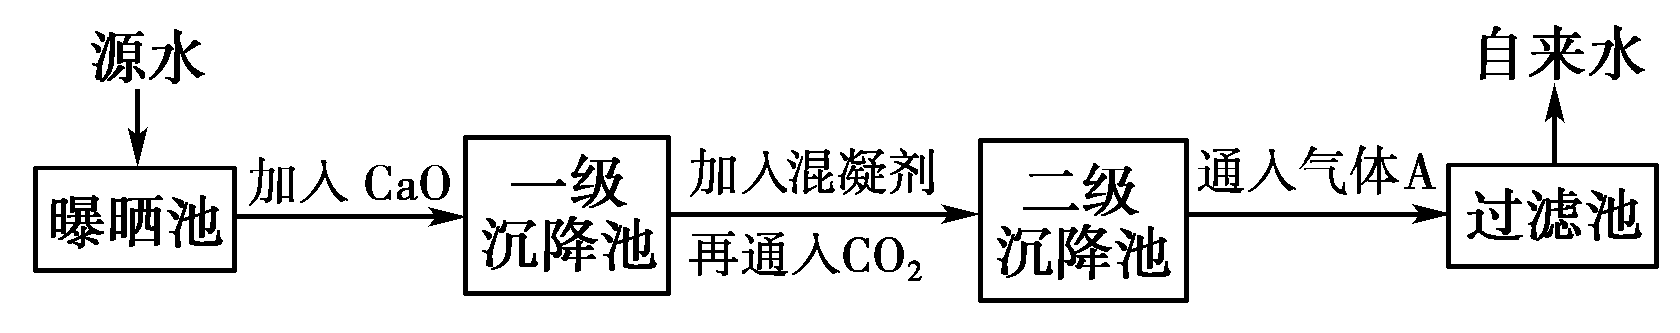 源水
曝晒池
加入 CaO
一级
沉降池
加入混凝剂
再通入CO₂
二级
沉降池
通入气体A
过滤池
自来水